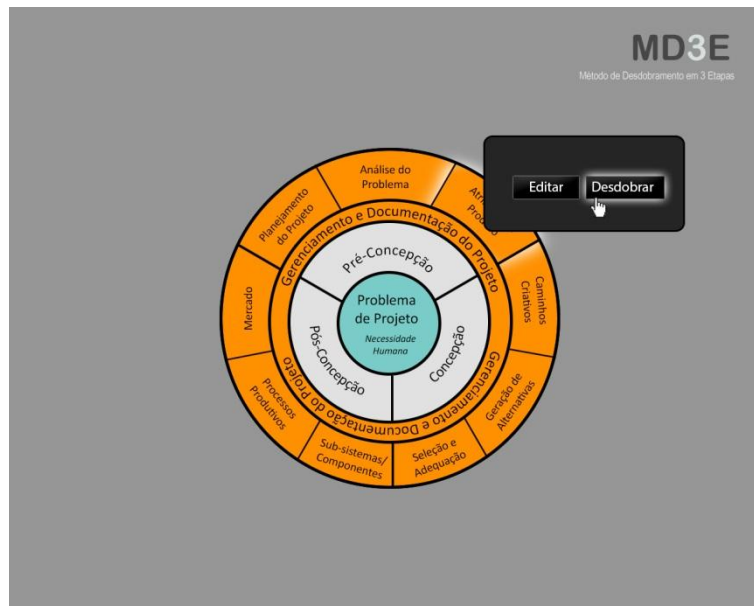 MD3E
Método de Desdobramento em 3 Etapas
Editar
Desdobrar
Análise do
Problema
Planejamento
do Projeto
Mercado
Processos
Produtivos
Sub-sistemas/
Componentes
Seleção e
Adequação
Geração de
Alternativas
Caminhos
Criativos
Gerenciamento e Documentação do Projeto
Gerenciamento e Documentação do Projeto
Pré-Concepção
Concepção
Pós-Concepção
Problema
de Projeto
Necessidade
Humana